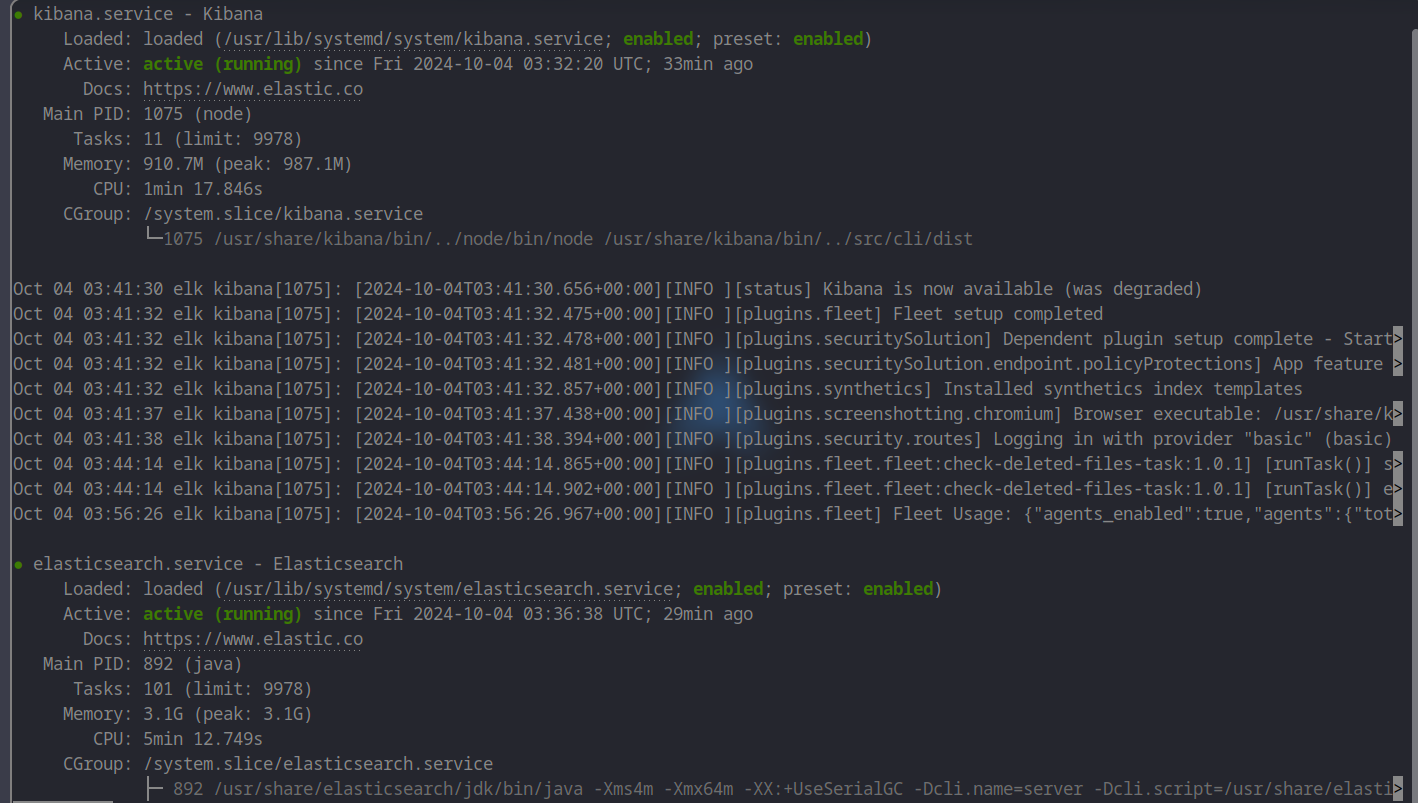 ● kibana.service - Kibana
Loaded: loaded (/usr/lib/systemd/system/kibana.service; enabled; preset: enabled)
Active: active (running) since Fri 2024-10-04 03:32:20 UTC; 33min ago
Docs: https://www.elastic.co
Main PID: 1075 (node)
Tasks: 11 (limit: 9978)
Memory: 910.7M (peak: 987.1M)
CPU: 1min 17.846s
CGroup: /system.slice/kibana.service
└─1075 /usr/share/kibana/bin/../node/bin/node /usr/share/kibana/bin/../src/cli/dist
Oct 04 03:41:30 elk kibana[1075]: [2024-10-04T03:41:30.656+00:00][INFO ][status] Kibana is now available (was degraded)
Oct 04 03:41:32 elk kibana[1075]: [2024-10-04T03:41:32.475+00:00][INFO ][plugins.fleet] Fleet setup completed
Oct 04 03:41:32 elk kibana[1075]: [2024-10-04T03:41:32.478+00:00][INFO ][plugins.securitySolution] Dependent plugin setup complete - Start>
Oct 04 03:41:32 elk kibana[1075]: [2024-10-04T03:41:32.481+00:00][INFO ][plugins.securitySolution.endpoint.policyProtections] App feature >
Oct 04 03:41:32 elk kibana[1075]: [2024-10-04T03:41:32.857+00:00][INFO ][plugins.synthetics] Installed synthetics index templates
Oct 04 03:41:37 elk kibana[1075]: [2024-10-04T03:41:37.438+00:00][INFO ][plugins.screenshotting.chromium] Browser executable: /usr/share/k>
Oct 04 03:41:38 elk kibana[1075]: [2024-10-04T03:41:38.394+00:00][INFO ][plugins.security.routes] Logging in with provider "basic" (basic)
Oct 04 03:44:14 elk kibana[1075]: [2024-10-04T03:44:14.865+00:00][INFO ][plugins.fleet.fleet:check-deleted-files-task:1.0.1] [runTask()] s>
Oct 04 03:44:14 elk kibana[1075]: [2024-10-04T03:44:14.902+00:00][INFO ][plugins.fleet.fleet:check-deleted-files-task:1.0.1] [runTask()] e>
Oct 04 03:56:26 elk kibana[1075]: [2024-10-04T03:56:26.967+00:00][INFO ][plugins.fleet] Fleet Usage: {"agents_enabled":true,"agents":{"tot>
● elasticsearch.service - Elasticsearch
Loaded: loaded (/usr/lib/systemd/system/elasticsearch.service; enabled; preset: enabled)
Active: active (running) since Fri 2024-10-04 03:36:38 UTC; 29min ago
Docs: https://www.elastic.co
Main PID: 892 (java)
Tasks: 101 (limit: 9978)
Memory: 3.1G (peak: 3.1G)
CPU: 5min 12.749s
CGroup: /system.slice/elasticsearch.service
├─ 892 /usr/share/elasticsearch/jdk/bin/java -Xms4m -Xmx64m -XX:+UseSerialGC -Dcli.name=server -Dcli.script=/usr/share/elasti>